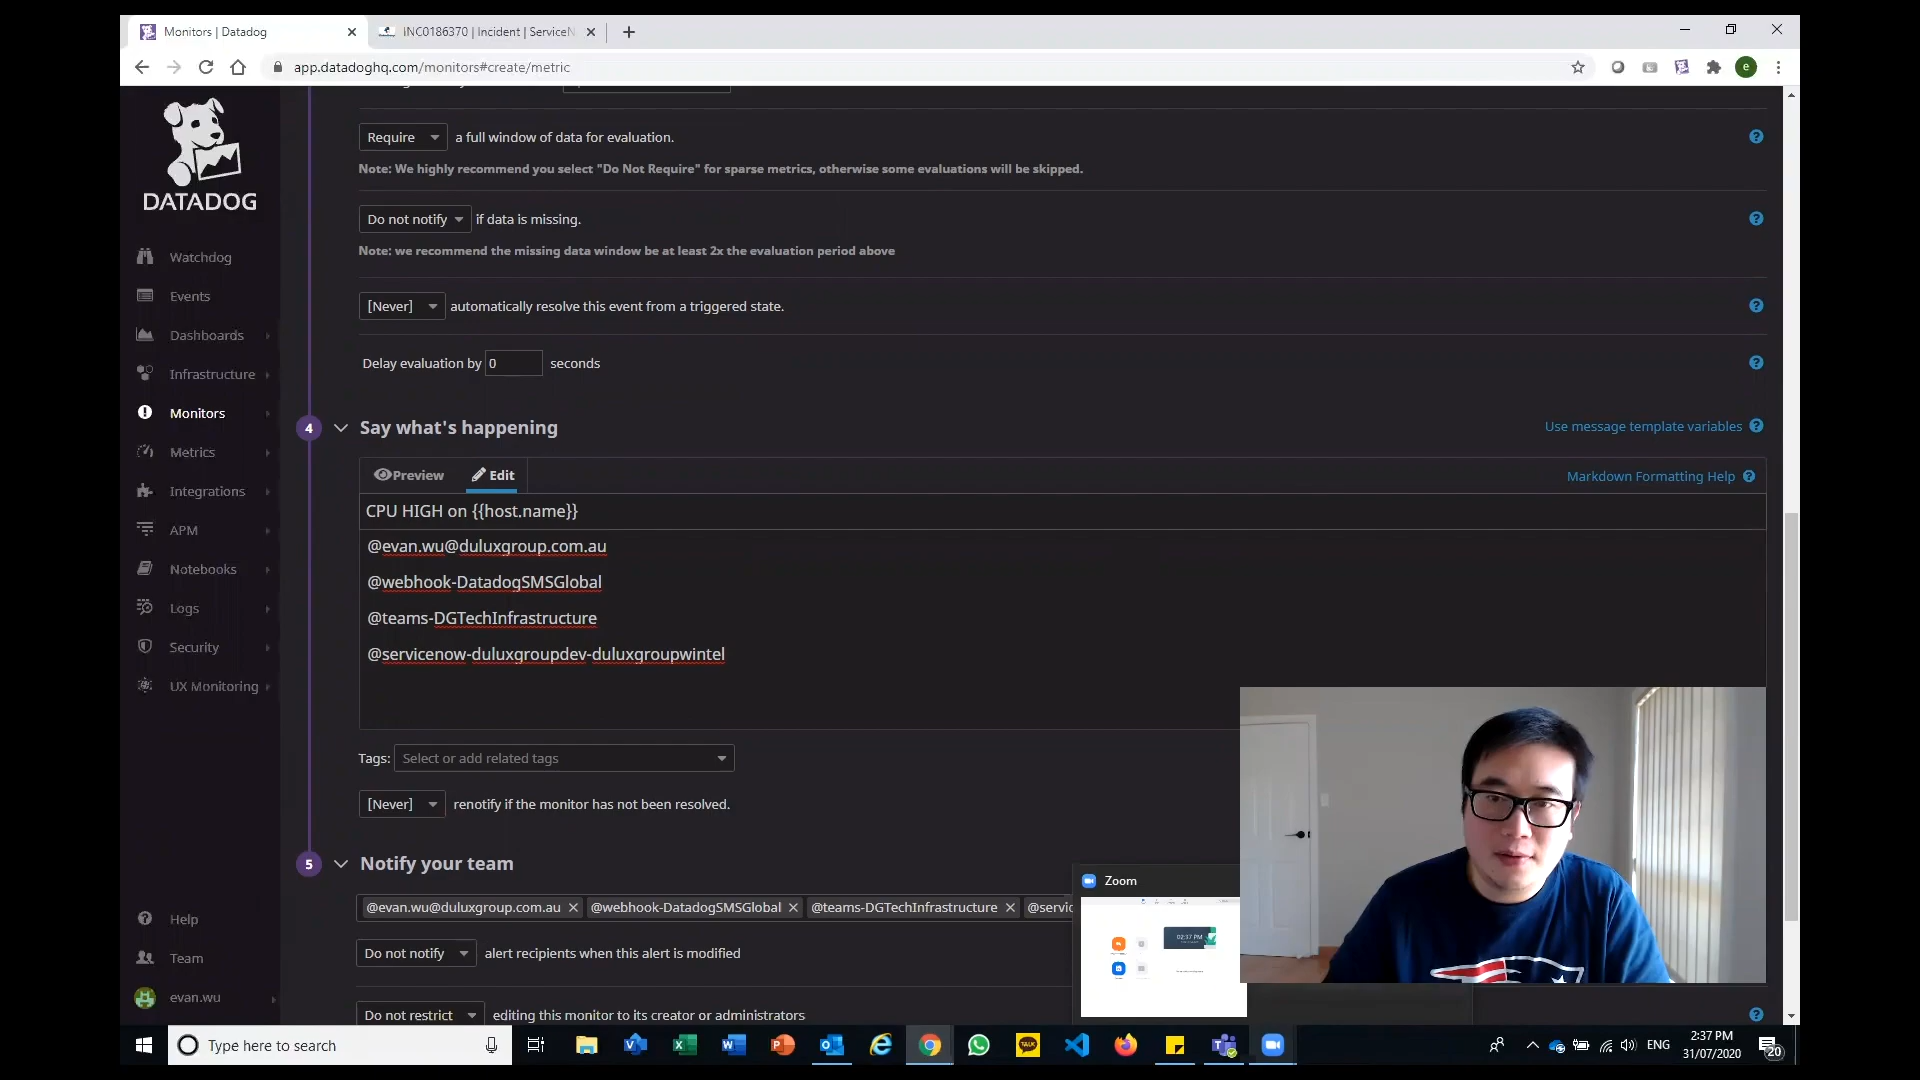 Monitors | Datadog
INC0186370 | Incident | ServiceN
app.datadoghq.com/monitors#create/metric
e
DATADOG
Watchdog
Events
Dashboards
Infrastructure
Monitors
Metrics
Integrations
APM
Notebooks
Logs
Security
UX Monitoring
Help
Team
evan.wu
Require a full window of data for evaluation.
Note: We highly recommend you select "Do Not Require" for sparse metrics, otherwise some evaluations will be skipped.
Do not notify if data is missing.
Note: we recommend the missing data window be at least 2x the evaluation period above
[Never] automatically resolve this event from a triggered state.
Delay evaluation by 0 seconds
4 Say what's happening
Use message template variables
Preview Edit
Markdown Formatting Help
CPU HIGH on {{host.name}}
@evan.wu@duluxgroup.com.au
@webhook-DatadogSMSGlobal
@teams-DGTechInfrastructure
@servicenow-duluxgroupdev-duluxgroupwintel
Tags: Select or add related tags
[Never] renotify if the monitor has not been resolved.
5 Notify your team
@evan.wu@duluxgroup.com.au @webhook-DatadogSMSGlobal @teams-DGTechInfrastructure @servic
Do not notify alert recipients when this alert is modified
Do not restrict editing this monitor to its creator or administrators
Zoom
02:37 PM
Type here to search
TALK
ENG
2:37 PM
31/07/2020
20